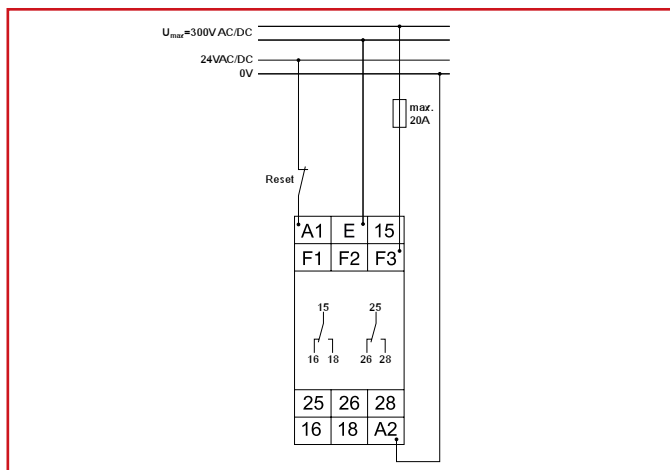 Umax=300V AC/DC
24VAC/DC
0V
max.
20A
Reset
A1 E 15
F1 F2 F3
15 25
16 18 26 28
25 26 28
16 18 A2